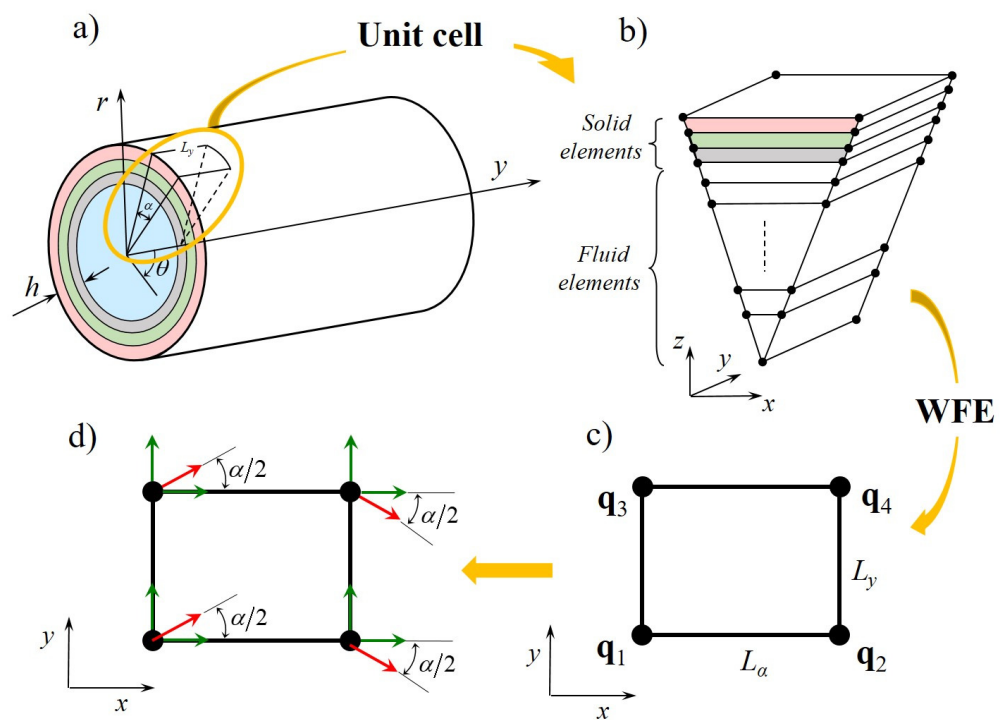 a)
Unit cell
b)
r
L_y
y
α
θ
h
Solid
elements
Fluid
elements
z
y
x
WFE
d)
α/2
α/2
α/2
α/2
y
x
c)
q_3
q_4
L_y
q_1
q_2
L_α
y
x